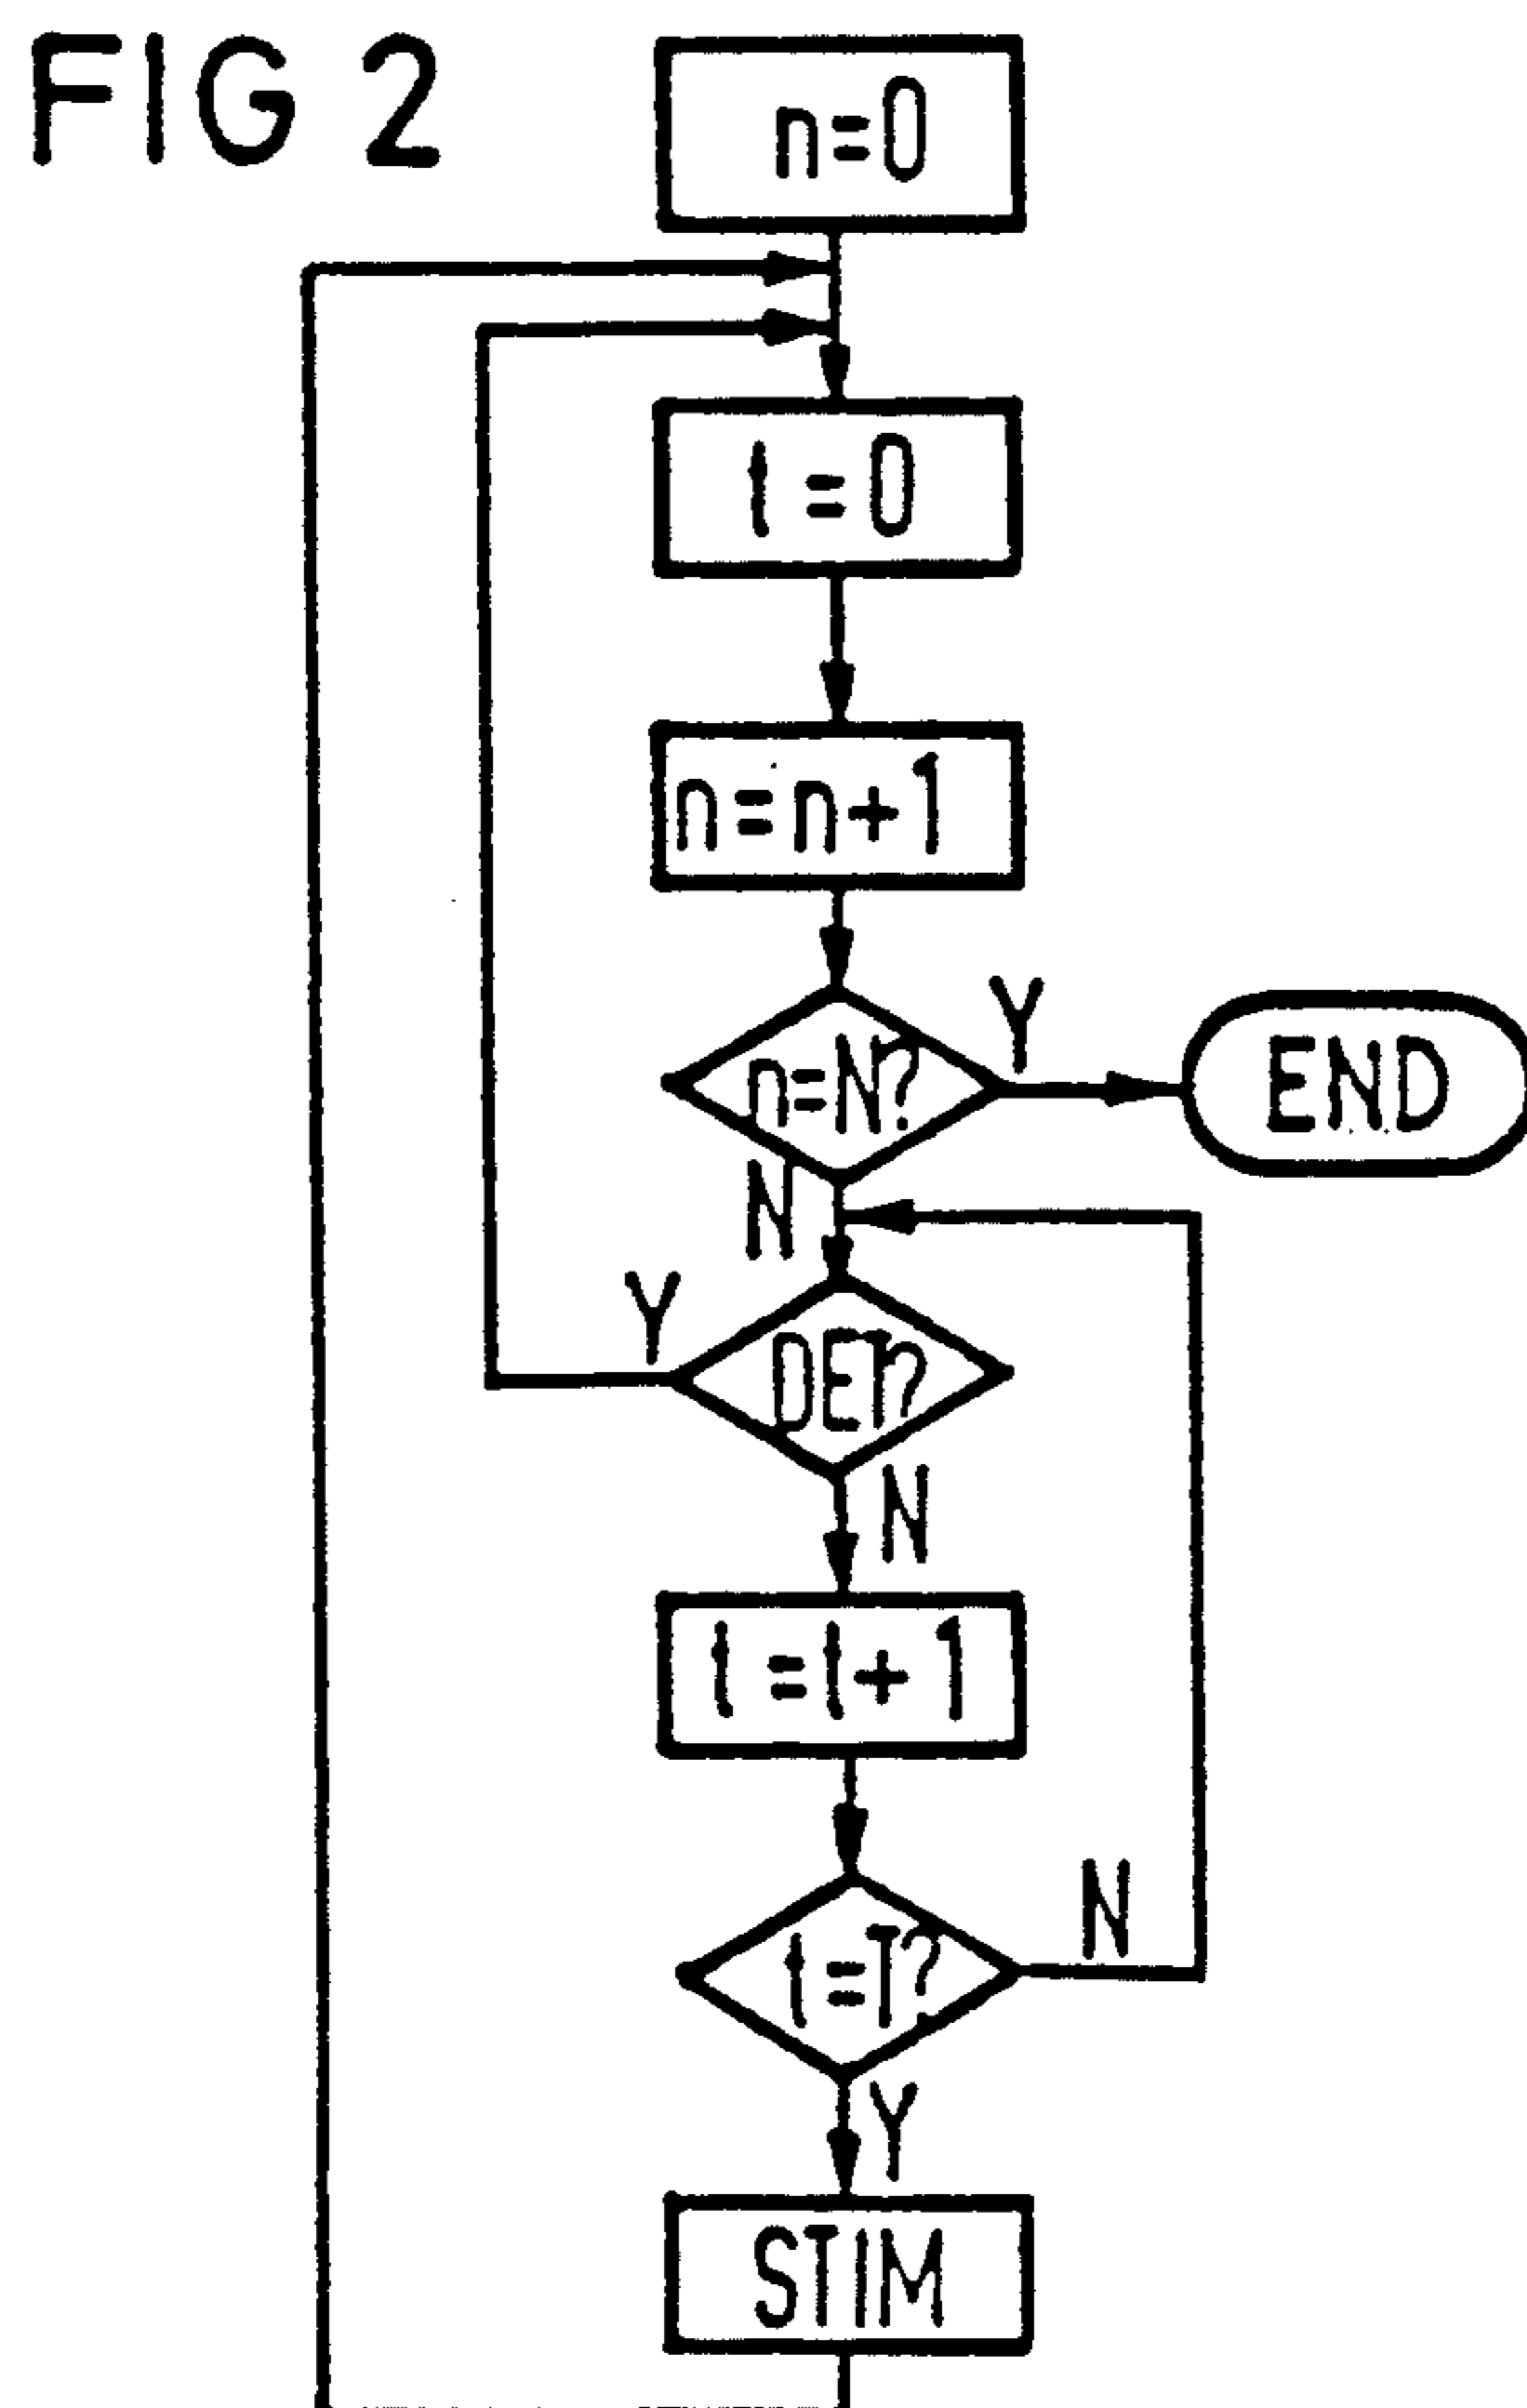 FIG 2
n=0
t=0
n=n+1
n=N?
Y
END
N
Y
DET?
N
t=t+1
t=T?
N
Y
STIM